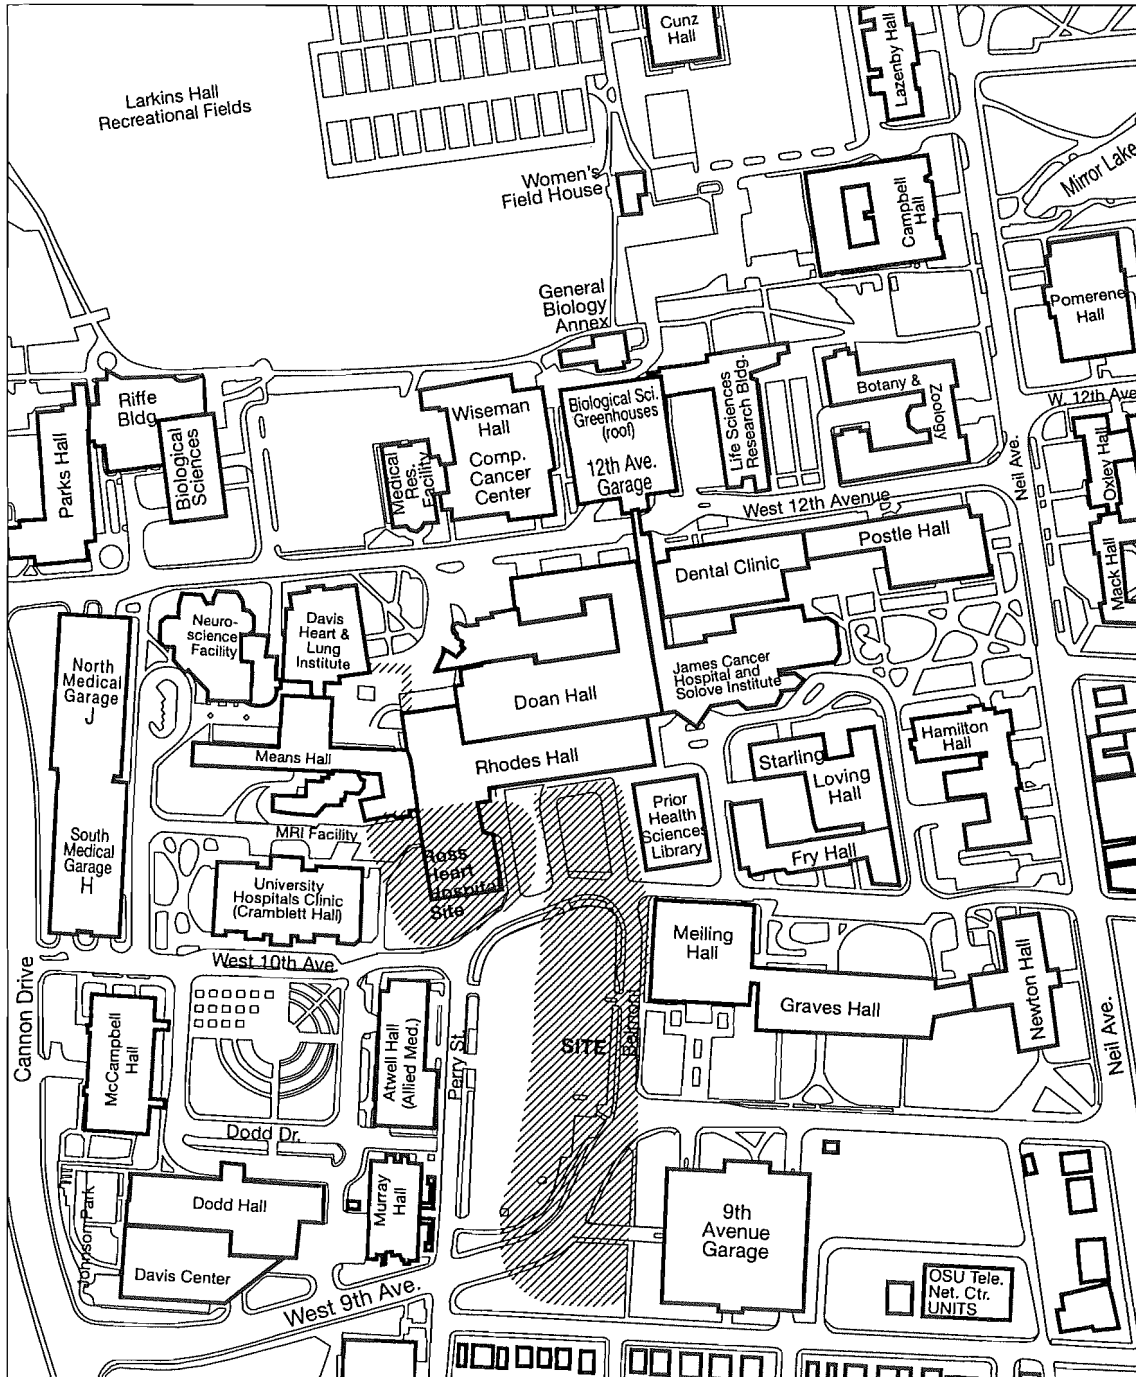 Cunz
Hall
Lazenby Hall
Larkins Hall
Recreational Fields
Women's
Field House
Campbell
Hall
Mirror Lake
General
Biology
Annex
Pomerene
Hall
Riffe
Bldg.
Parks Hall
Biological
Sciences
Wiseman
Hall
Comp.
Cancer
Center
Medical
Res.
Facility
Biological Sci.
Greenhouses
(roof)
12th Ave.
Garage
Life Sciences
Research Bldg.
Botany &
Zoology
W. 12th Ave
Oxley Hall
Neil Ave.
West 12th Avenue
Mack Hall
Postle Hall
Dental Clinic
Neuro-
science
Facility
Davis
Heart &
Lung
Institute
North
Medical
Garage
J
Doan Hall
James Cancer
Hospital and
Solove Institute
Means Hall
Rhodes Hall
Starling
Loving
Hall
Hamilton
Hall
MRI Facility
South
Medical
Garage
H
Prior
Health
Sciences
Library
Fry Hall
Ross
Heart
Hospital
Site
University
Hospitals Clinic
(Cramblett Hall)
West 10th Ave.
Meiling
Hall
Graves Hall
Newton Hall
Neil Ave.
Cannon Drive
McCampbell
Hall
Atwell Hall
(Allied Med.)
Perry St.
SITE
Belmont
Dodd Dr.
Johnson Park
Dodd Hall
Murray
Hall
Davis Center
West 9th Ave.
9th
Avenue
Garage
OSU Tele.
Net. Ctr.
UNITS